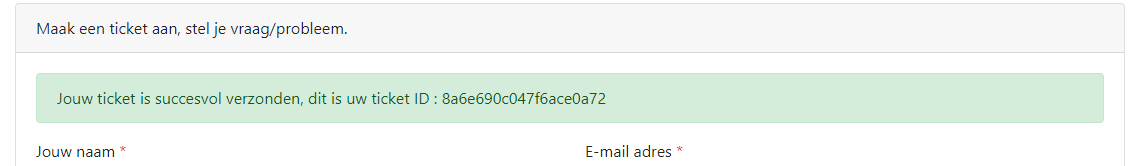 Maak een ticket aan, stel je vraag/probleem.
Jouw ticket is succesvol verzonden, dit is uw ticket ID : 8a6e690c047f6ace0a72
Jouw naam *
E-mail adres *